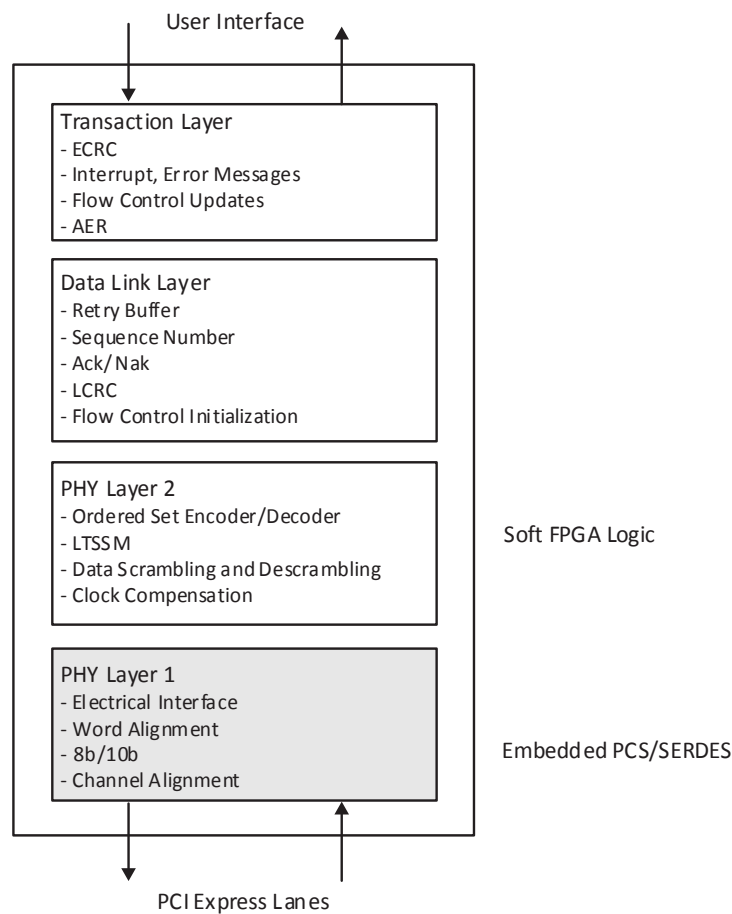 User Interface
Transaction Layer
- ECRC
- Interrupt, Error Messages
- Flow Control Updates
- AER
Data Link Layer
- Retry Buffer
- Sequence Number
- Ack/Nak
- LCRC
- Flow Control Initialization
PHY Layer 2
- Ordered Set Encoder/Decoder
- LTSSM
- Data Scrambling and Descrambling
- Clock Compensation
Soft FPGA Logic
PHY Layer 1
- Electrical Interface
- Word Alignment
- 8b/10b
- Channel Alignment
Embedded PCS/SERDES
PCI Express Lanes